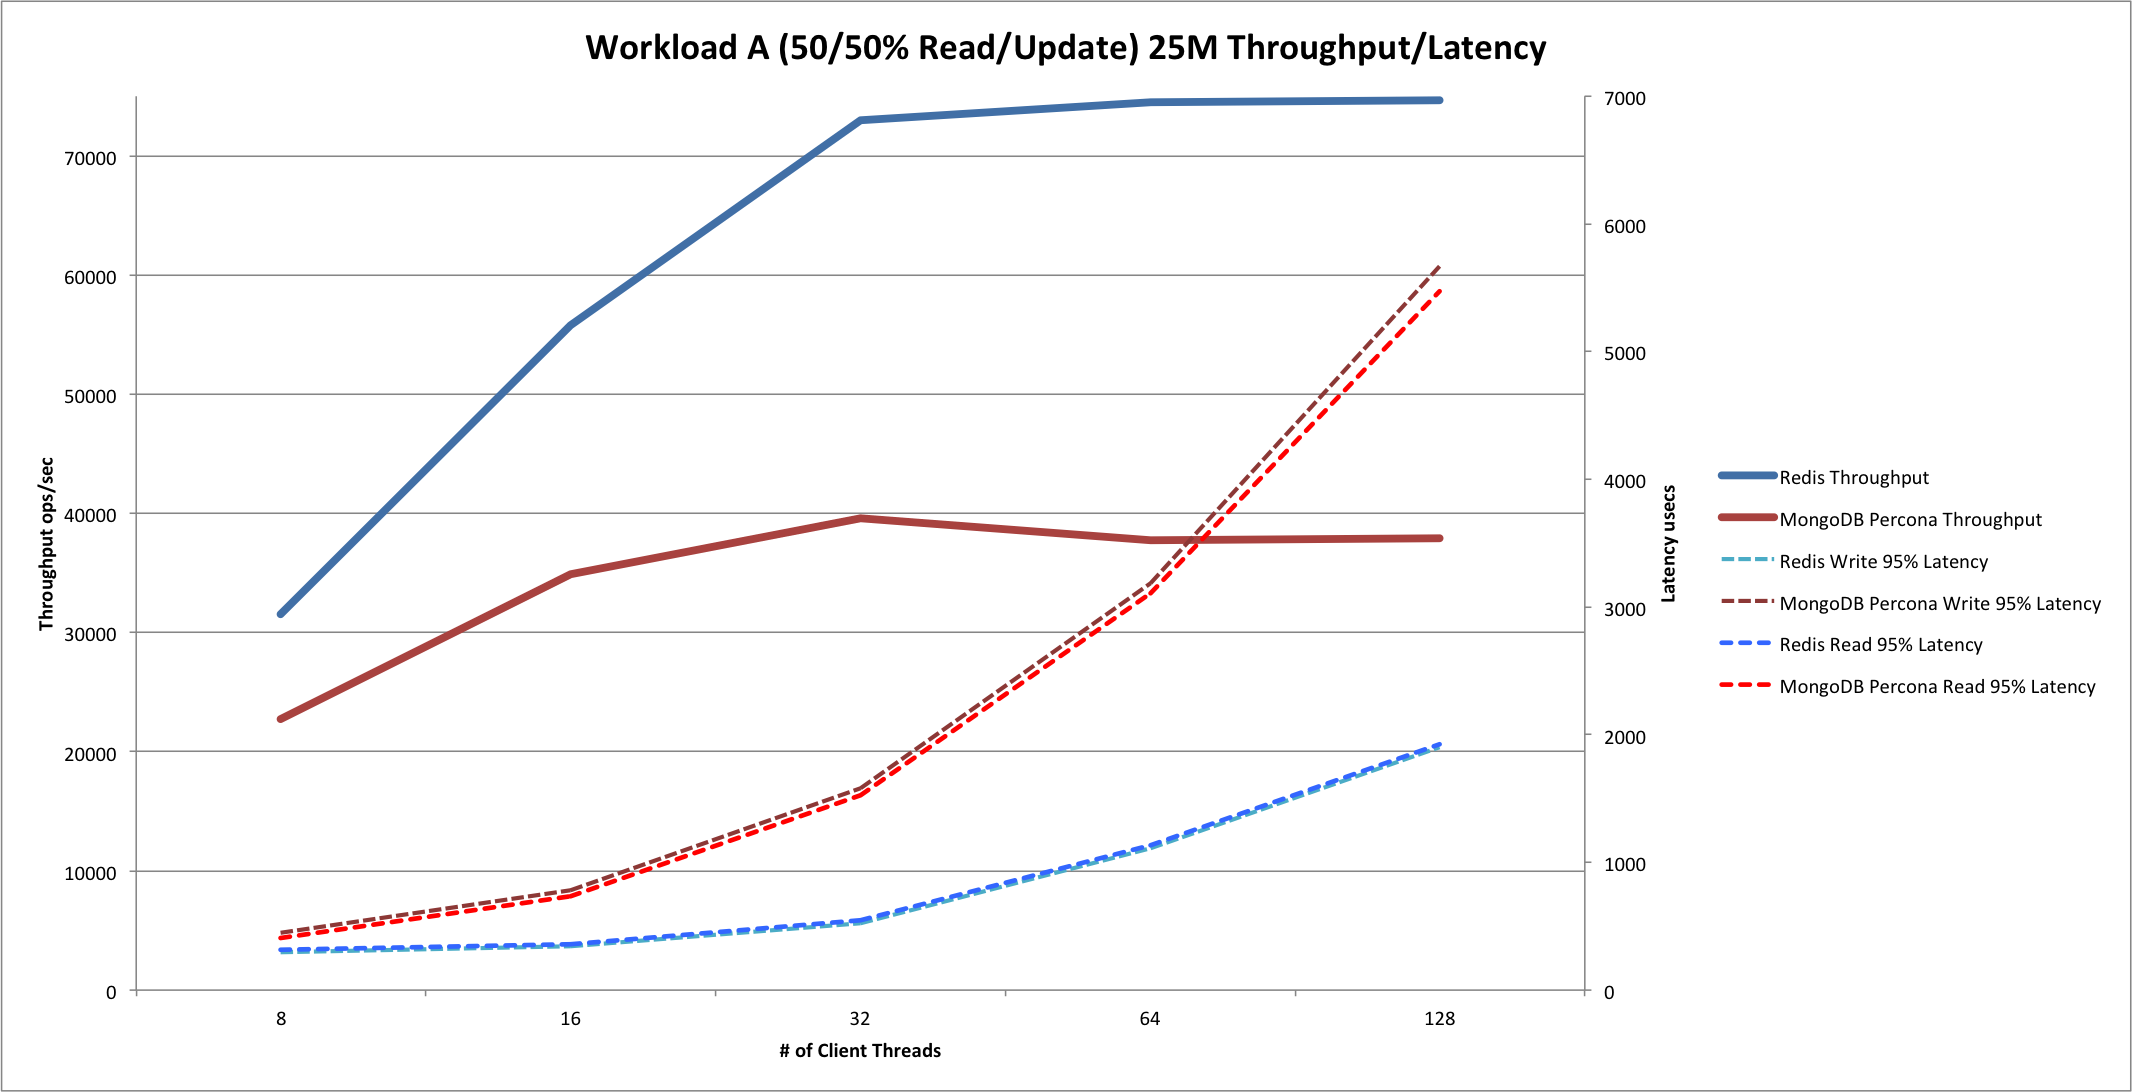 Workload A (50/50% Read/Update) 25M Throughput/Latency
Throughput ops/sec
70000
60000
50000
40000
30000
20000
10000
0
8
16
32
64
128
# of Client Threads
7000
6000
5000
4000
3000
2000
1000
0
Latency usecs
Redis Throughput
MongoDB Percona Throughput
Redis Write 95% Latency
MongoDB Percona Write 95% Latency
Redis Read 95% Latency
MongoDB Percona Read 95% Latency